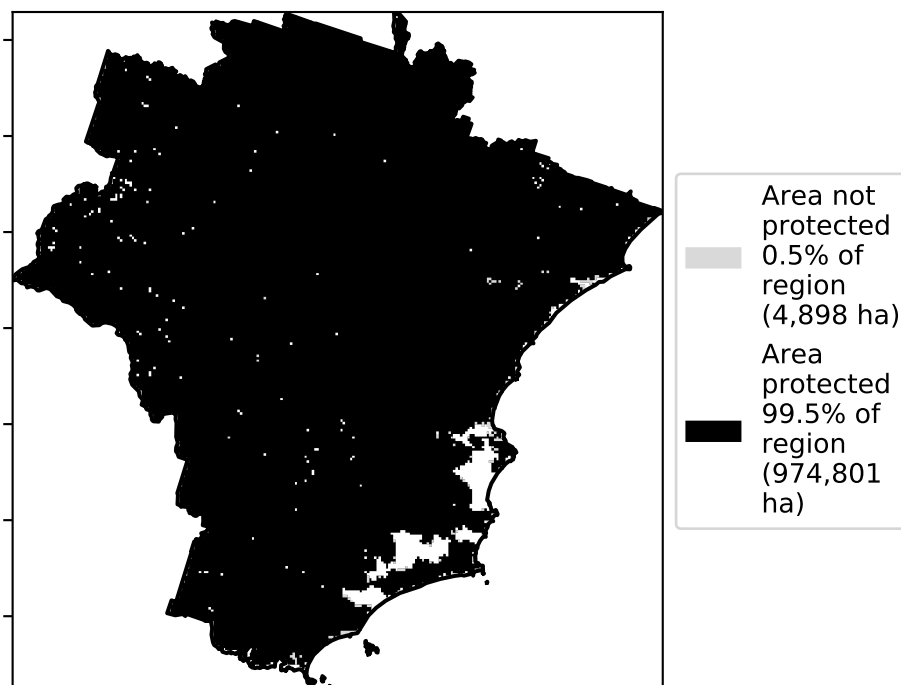 Area not
protected
0.5% of
region
(4,898 ha)
Area
protected
99.5% of
region
(974,801
ha)